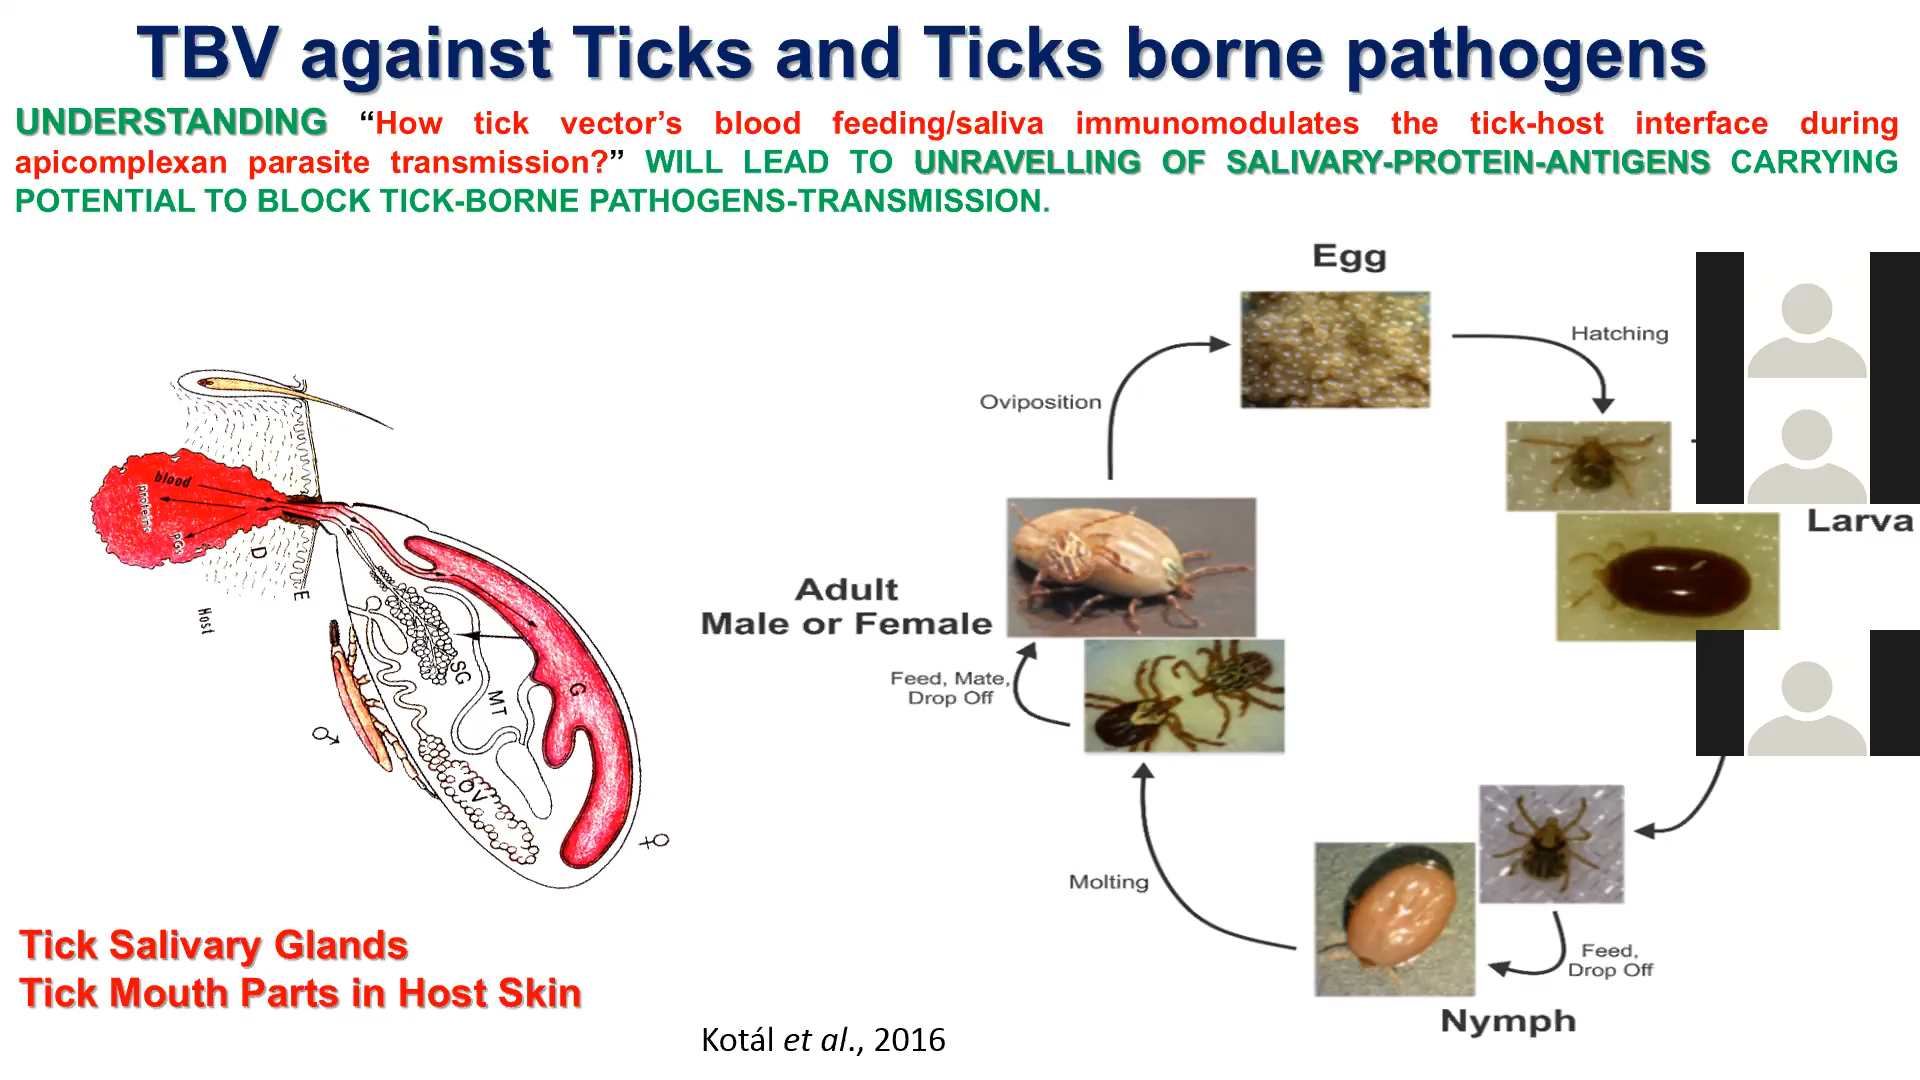 TBV against Ticks and Ticks borne pathogens
UNDERSTANDING “How tick vector’s blood feeding/saliva immunomodulates the tick-host interface during
apicomplexan parasite transmission?” WILL LEAD TO UNRAVELLING OF SALIVARY-PROTEIN-ANTIGENS CARRYING
POTENTIAL TO BLOCK TICK-BORNE PATHOGENS-TRANSMISSION.
Egg
Hatching
Oviposition
Larva
Adult
Male or Female
Feed, Mate,
Drop Off
Molting
Feed,
Drop Off
Nymph
blood
proteins
PGs
D
E
Host
SG
MT
G
OV
♂
♀
Tick Salivary Glands
Tick Mouth Parts in Host Skin
Kotál et al., 2016